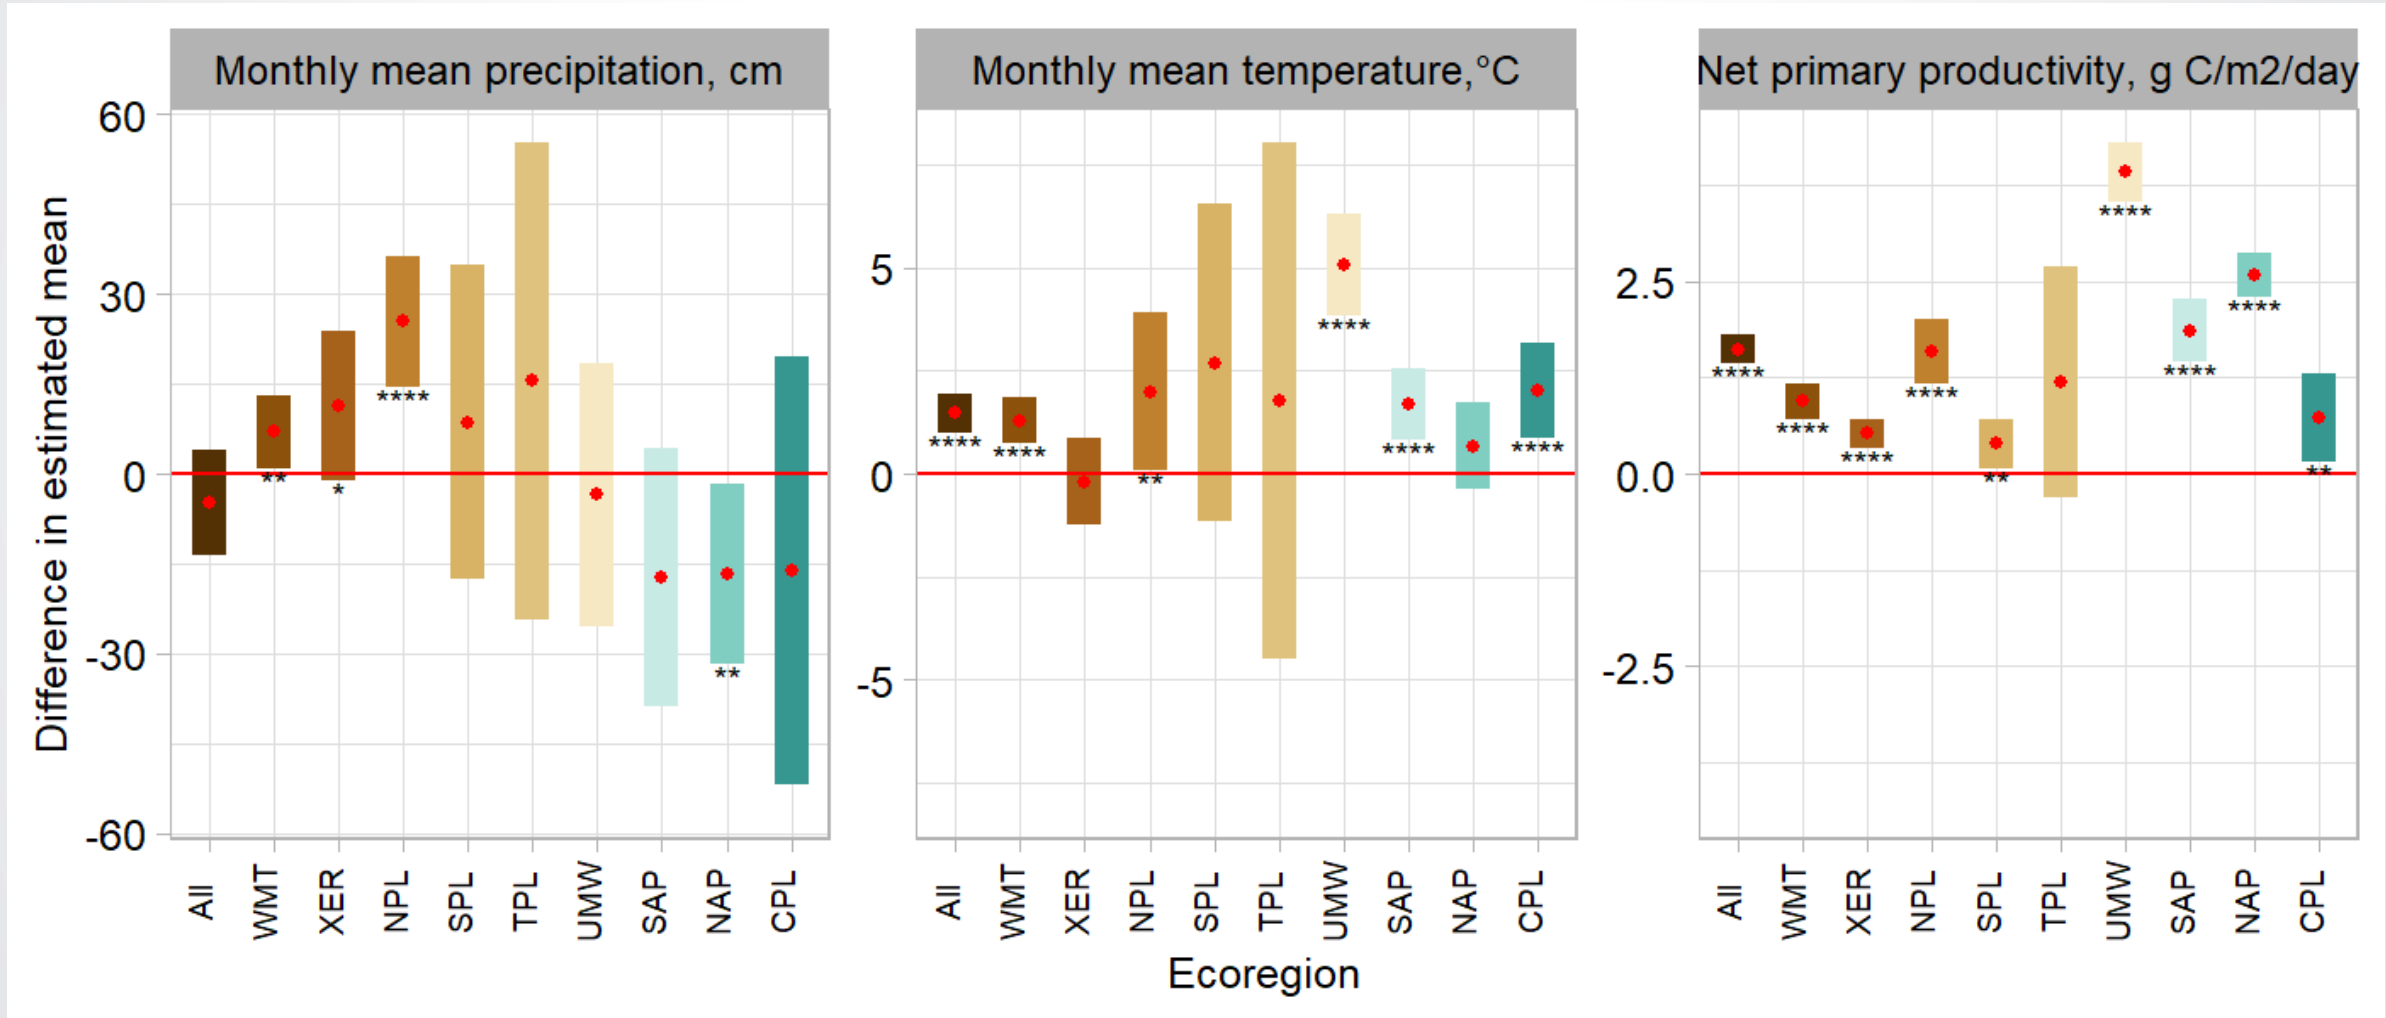 Monthly mean precipitation, cm
Monthly mean temperature,°C
Net primary productivity, g C/m2/day
Difference in estimated mean
60
30
0
-30
-60
**
*
****
**
All
WMT
XER
NPL
SPL
TPL
UMW
SAP
NAP
CPL
5
0
-5
****
****
**
****
****
****
All
WMT
XER
NPL
SPL
TPL
UMW
SAP
NAP
CPL
2.5
0.0
-2.5
****
****
****
****
**
****
****
****
**
All
WMT
XER
NPL
SPL
TPL
UMW
SAP
NAP
CPL
Ecoregion